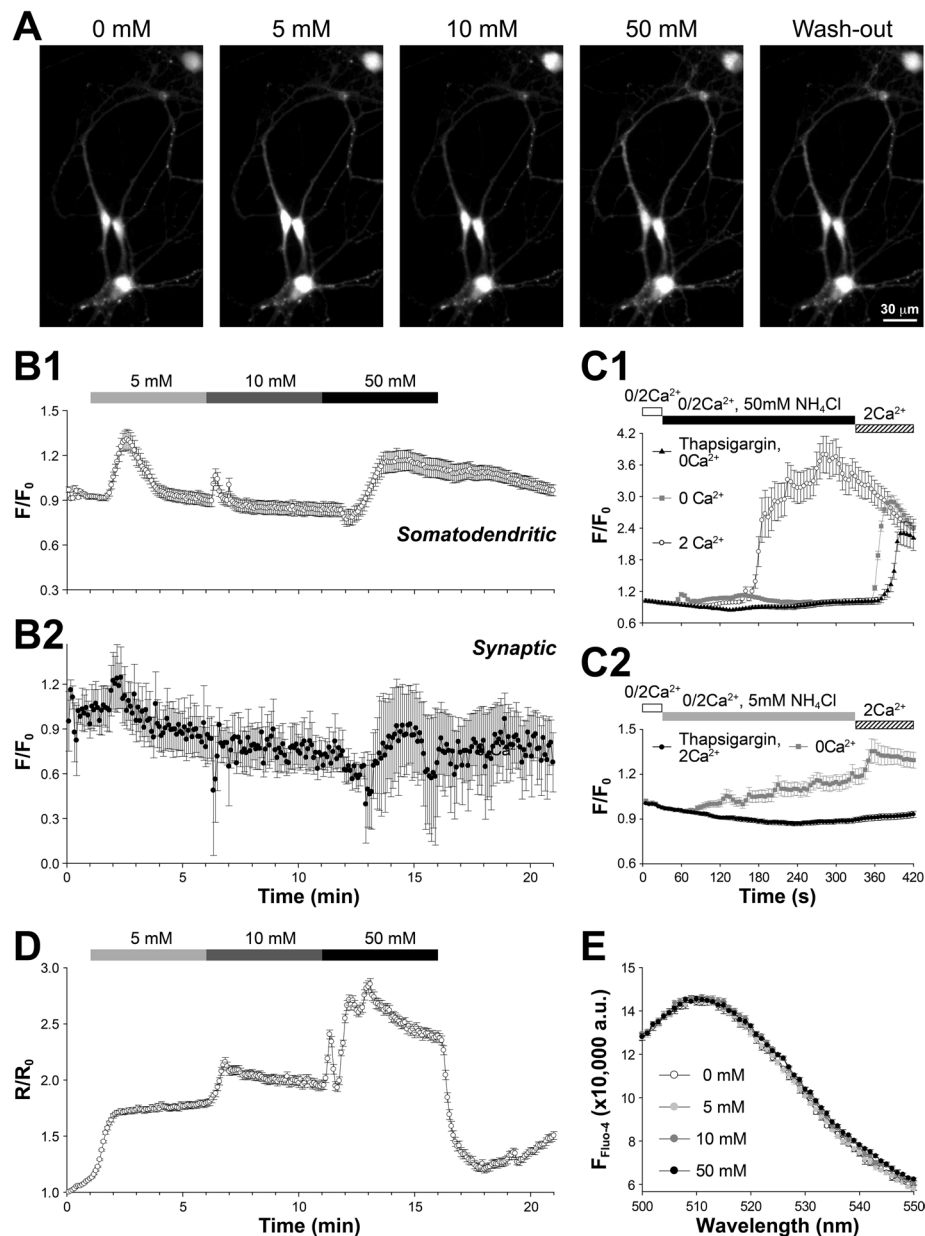 A
0 mM 5 mM 10 mM 50 mM Wash-out
30 μm
B1
5 mM 10 mM 50 mM
1.5
1.2
0.9
0.6
0.3
F/F₀
Somatodendritic
B2
Synaptic
1.2
0.9
0.6
0.3
0.0
F/F₀
0 5 10 15 20
Time (min)
C1
0/2Ca²⁺ 0/2Ca²⁺, 50mM NH₄Cl 2Ca²⁺
4.2
3.6
3.0
2.4
1.8
1.2
0.6
F/F₀
Thapsigargin,
0Ca²⁺
0 Ca²⁺
2 Ca²⁺
C2
0/2Ca²⁺ 0/2Ca²⁺, 5mM NH₄Cl 2Ca²⁺
Thapsigargin,
2Ca²⁺
0Ca²⁺
1.5
1.2
0.9
0.6
F/F₀
0 60 120 180 240 300 360 420
Time (s)
D
5 mM 10 mM 50 mM
3.0
2.5
2.0
1.5
1.0
R/R₀
0 5 10 15 20
Time (min)
E
15
14
12
10
8
6
F_Fluo-4 (x10,000 a.u.)
0 mM
5 mM
10 mM
50 mM
500 510 520 530 540 550
Wavelength (nm)